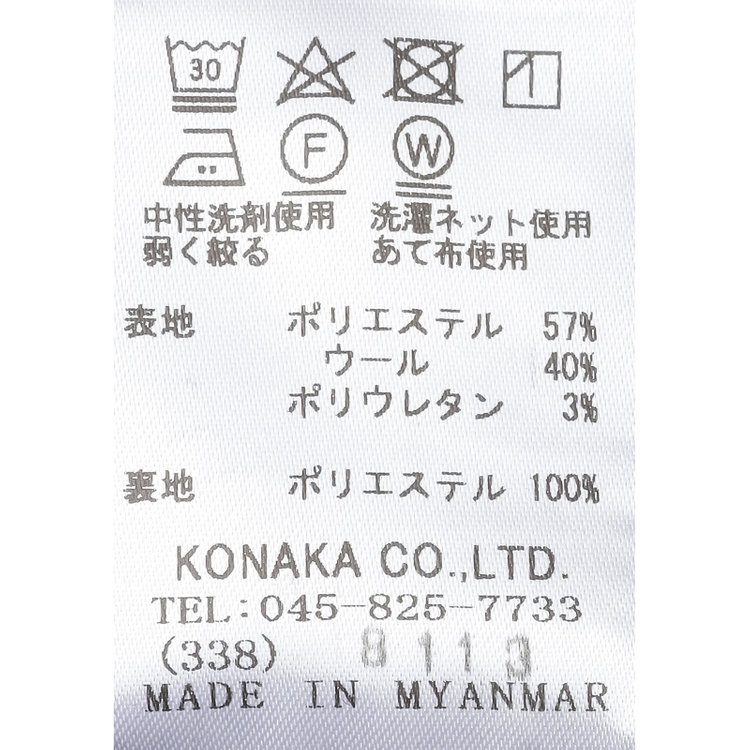 30
F W
中性洗剤使用 洗濯ネット使用
弱く絞る あて布使用
表地 ポリエステル 57%
ウール 40%
ポリウレタン 3%
裏地 ポリエステル 100%
KONAKA CO.,LTD.
TEL:045-825-7733
(338) 8113
MADE IN MYANMAR